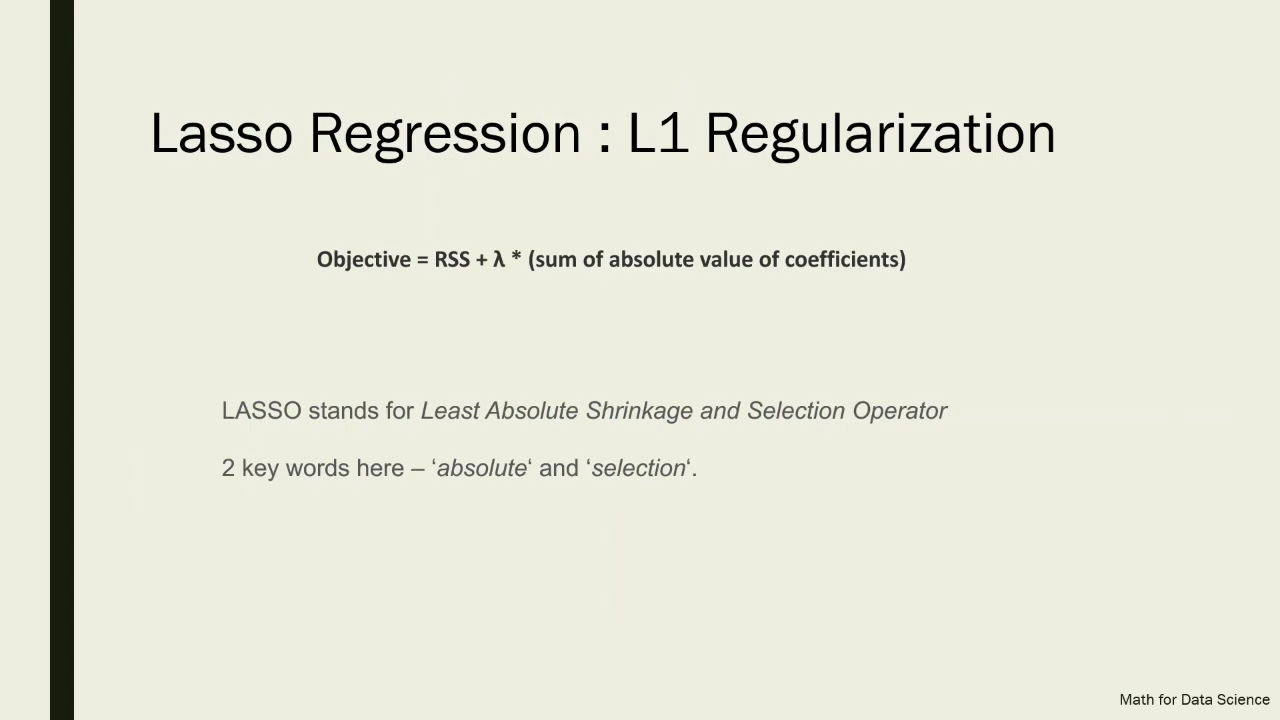 Lasso Regression : L1 Regularization
Objective = RSS + λ * (sum of absolute value of coefficients)
LASSO stands for Least Absolute Shrinkage and Selection Operator
2 key words here – ‘absolute‘ and ‘selection‘.
Math for Data Science